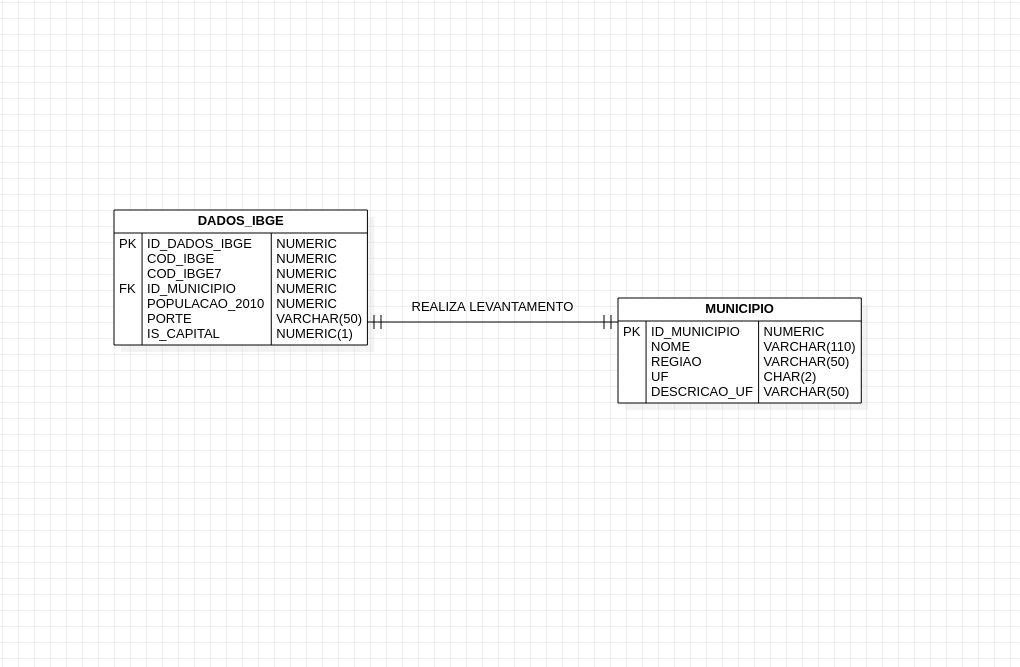 DADOS_IBGE
PK ID_DADOS_IBGE NUMERIC
COD_IBGE NUMERIC
COD_IBGE7 NUMERIC
FK ID_MUNICIPIO NUMERIC
POPULACAO_2010 NUMERIC
PORTE VARCHAR(50)
IS_CAPITAL NUMERIC(1)
REALIZA LEVANTAMENTO
MUNICIPIO
PK ID_MUNICIPIO NUMERIC
NOME VARCHAR(110)
REGIAO VARCHAR(50)
UF CHAR(2)
DESCRICAO_UF VARCHAR(50)